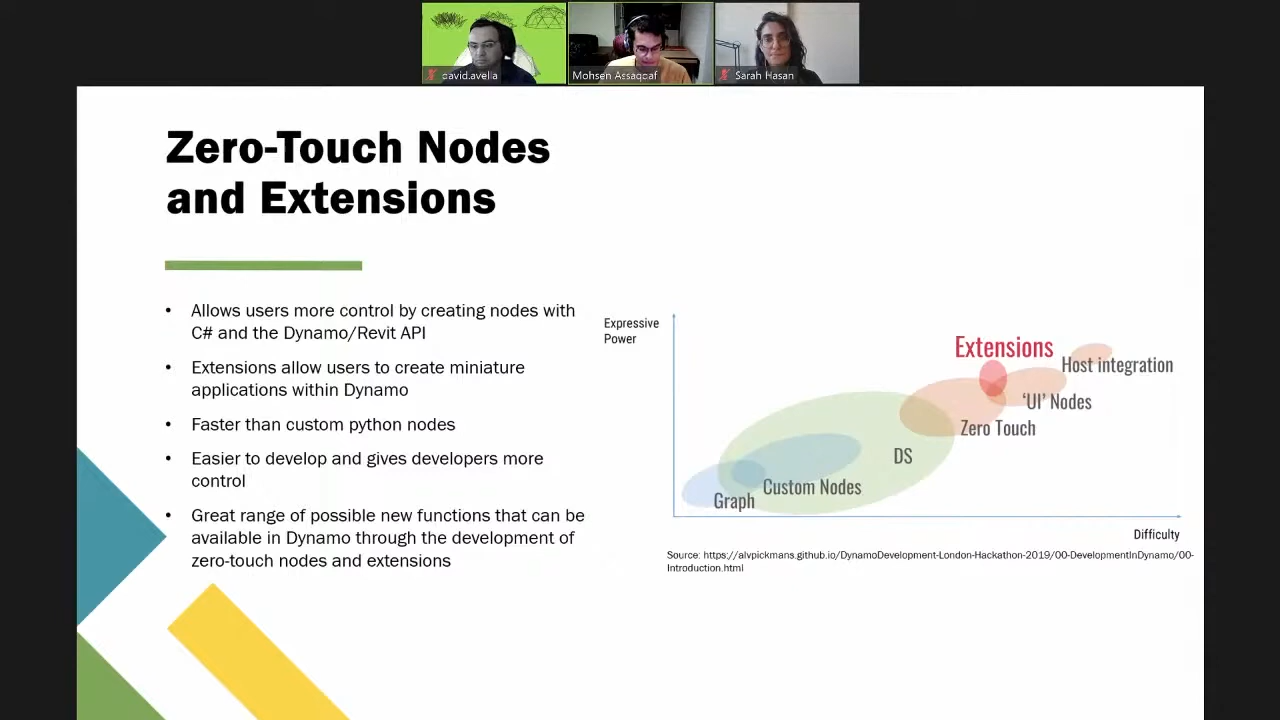 david.avella
Mohsen Assaqqaf
Sarah Hasan
Zero-Touch Nodes
and Extensions
• Allows users more control by creating nodes with
C# and the Dynamo/Revit API
• Extensions allow users to create miniature
applications within Dynamo
• Faster than custom python nodes
• Easier to develop and gives developers more
control
• Great range of possible new functions that can be
available in Dynamo through the development of
zero-touch nodes and extensions
Expressive
Power
Extensions
Host integration
'UI' Nodes
Zero Touch
DS
Custom Nodes
Graph
Difficulty
Source: https://alvpickmans.github.io/DynamoDevelopment-London-Hackathon-2019/00-DevelopmentInDynamo/00-
Introduction.html